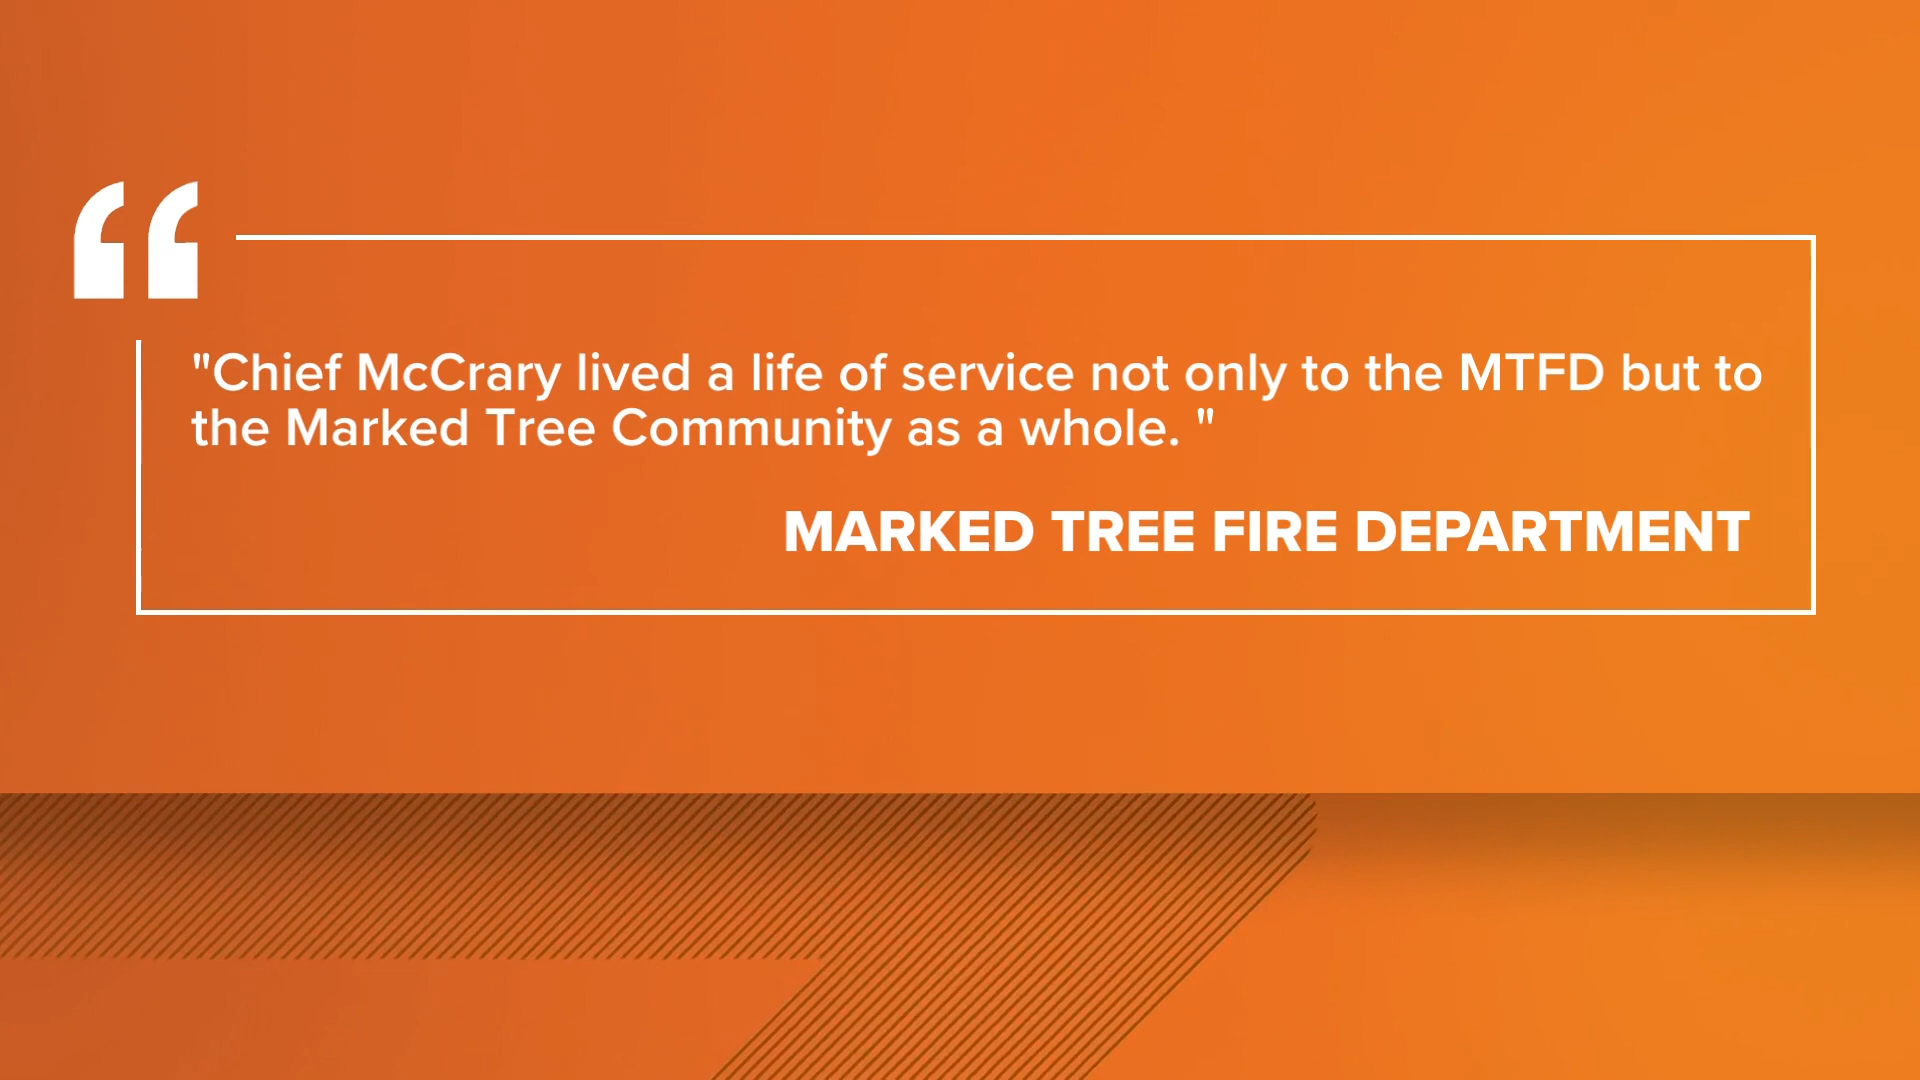 "Chief McCrary lived a life of service not only to the MTFD but to
the Marked Tree Community as a whole. "
MARKED TREE FIRE DEPARTMENT